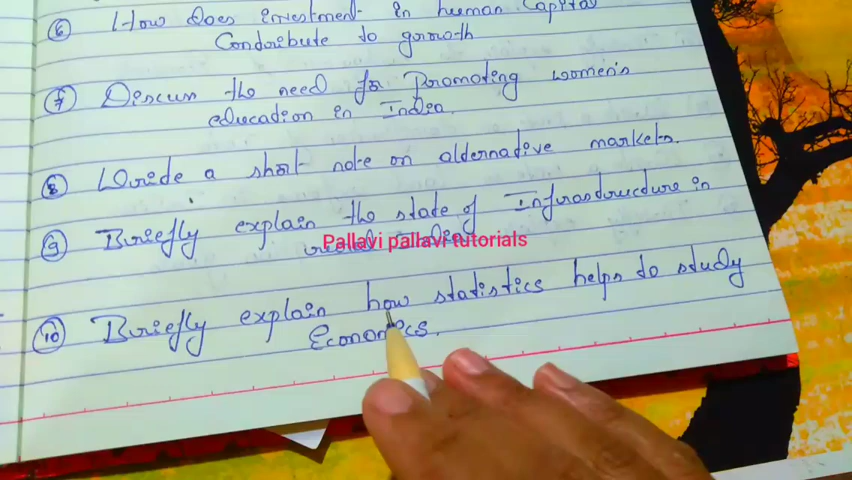 ⑥ How Does Investment in human Capital
Contribute to growth
⑦ Discuss the need for Promoting women's
education in India.
⑧ Write a short note on alternative markets.
⑨ Briefly explain the state of Infrastructure in
Pallavi pallavi tutorials
⑩ Briefly explain how statistics helps to study
Economics.